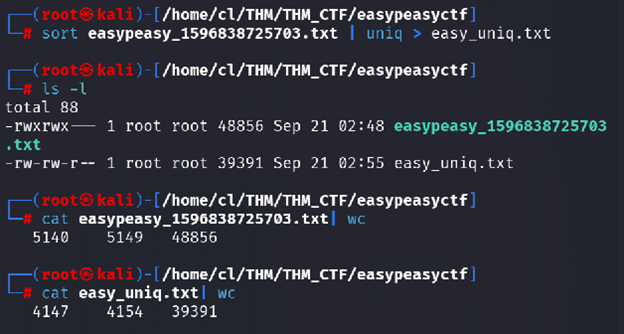 ┌──(root㉿kali)-[/home/cl/THM/THM_CTF/easypeasyctf]
└─# sort easypeasy_1596838725703.txt | uniq > easy_uniq.txt
┌──(root㉿kali)-[/home/cl/THM/THM_CTF/easypeasyctf]
└─# ls -l
total 88
-rwxrwx--- 1 root root 48856 Sep 21 02:48 easypeasy_1596838725703
.txt
-rw-rw-r-- 1 root root 39391 Sep 21 02:55 easy_uniq.txt
┌──(root㉿kali)-[/home/cl/THM/THM_CTF/easypeasyctf]
└─# cat easypeasy_1596838725703.txt| wc
5140 5149 48856
┌──(root㉿kali)-[/home/cl/THM/THM_CTF/easypeasyctf]
└─# cat easy_uniq.txt| wc
4147 4154 39391